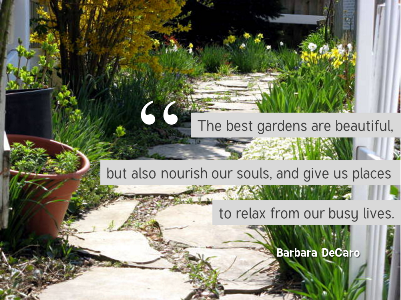 “
The best gardens are beautiful,
but also nourish our souls, and give us places
to relax from our busy lives.
Barbara DeCaro